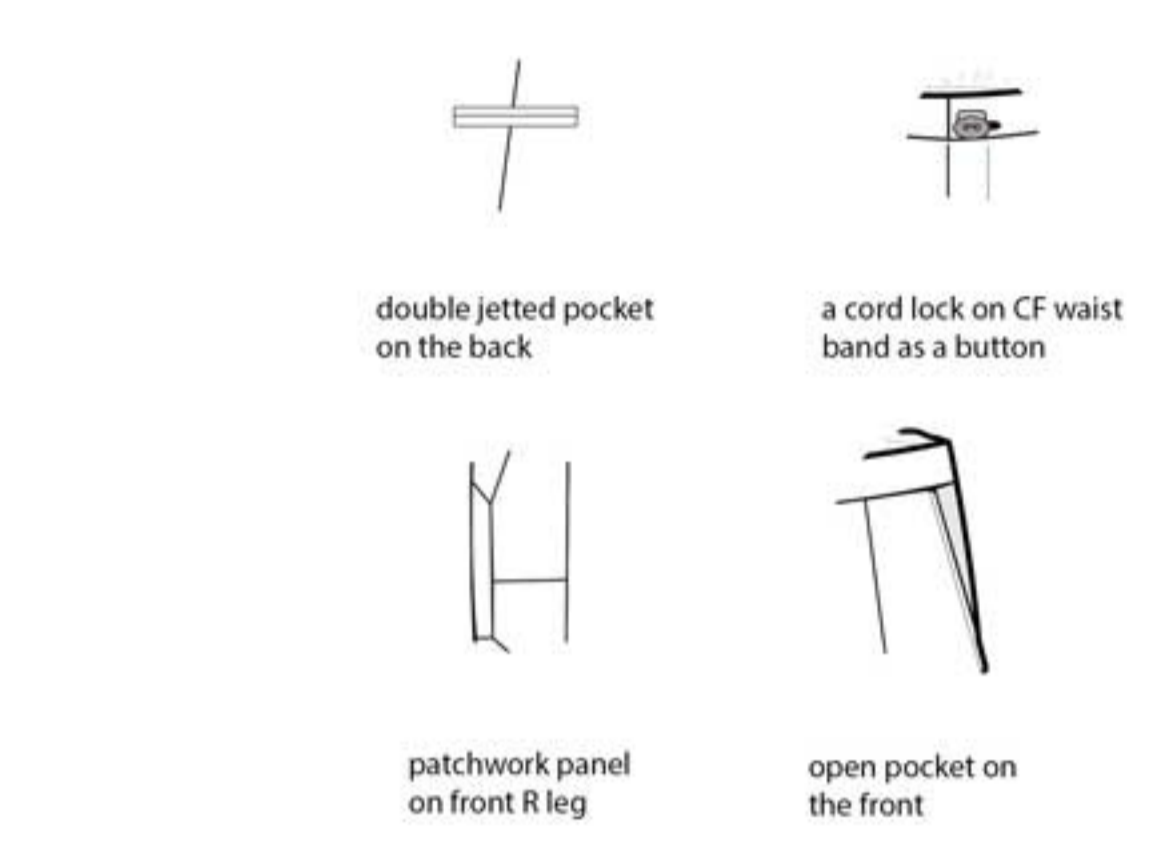 double jetted pocket
on the back
a cord lock on CF waist
band as a button
patchwork panel
on front R leg
open pocket on
the front